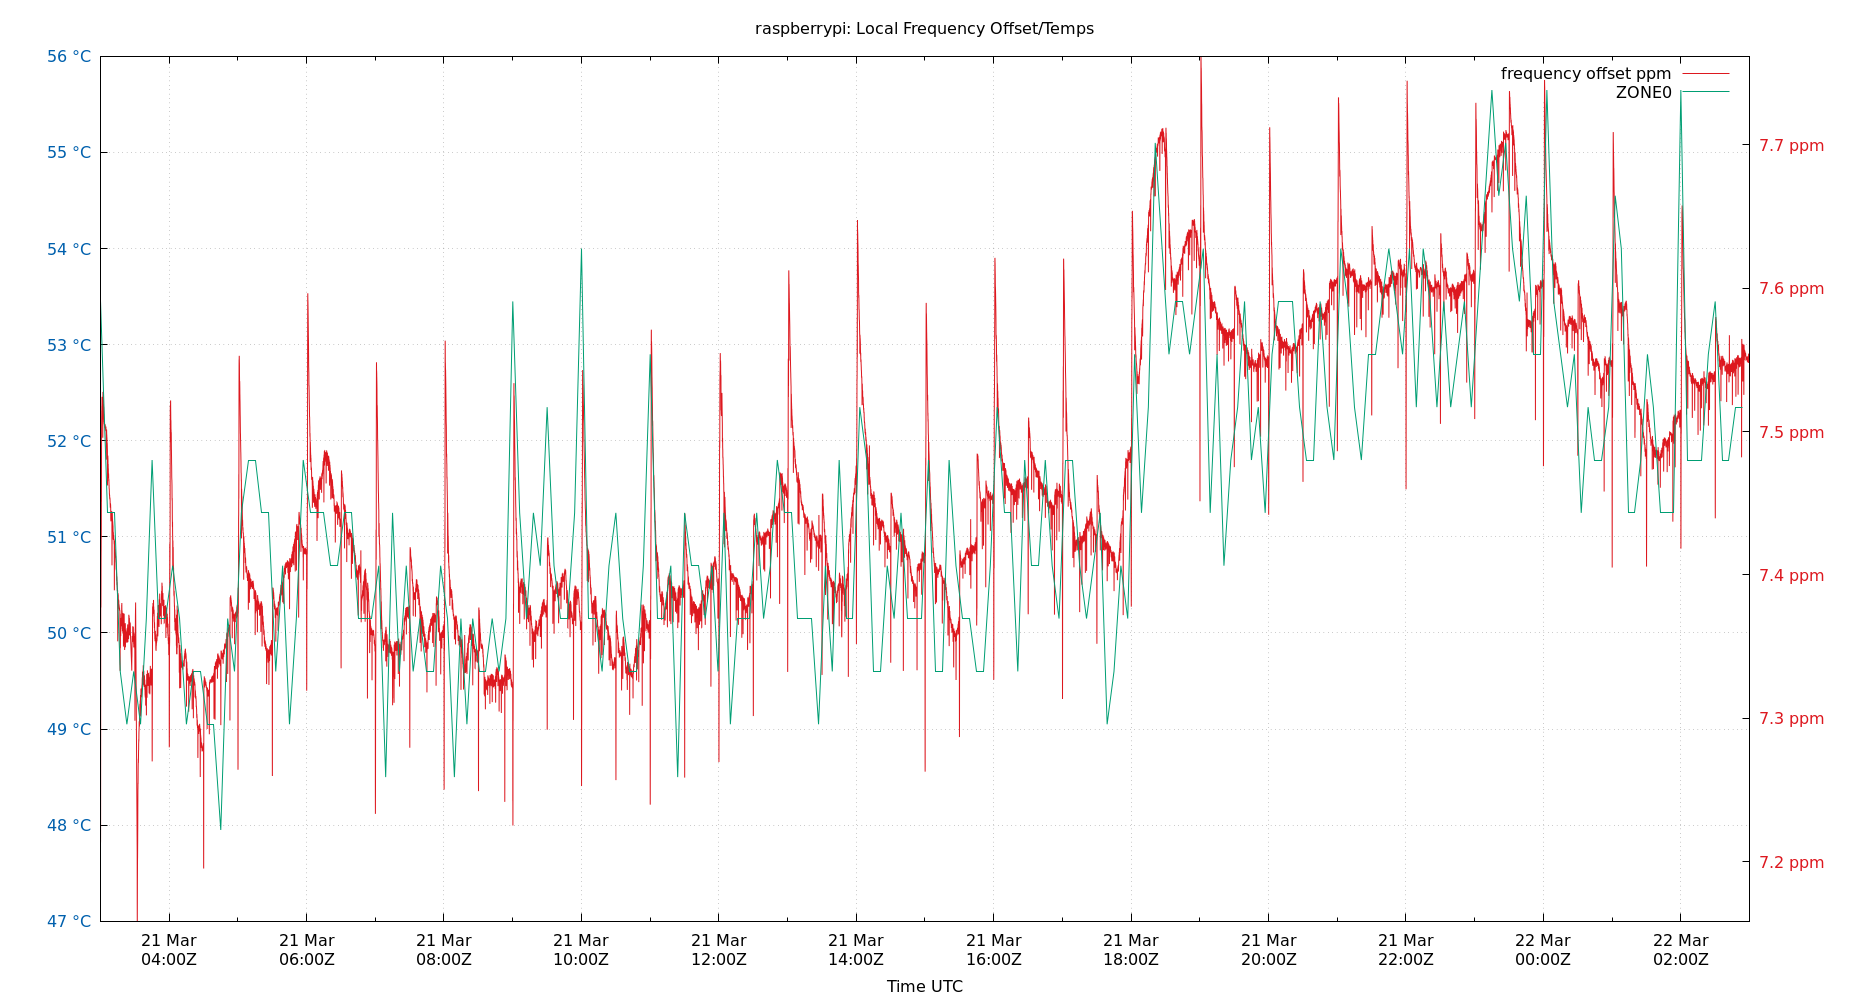 raspberrypi: Local Frequency Offset/Temps
frequency offset ppm
ZONE0
56 °C
55 °C
54 °C
53 °C
52 °C
51 °C
50 °C
49 °C
48 °C
47 °C
7.7 ppm
7.6 ppm
7.5 ppm
7.4 ppm
7.3 ppm
7.2 ppm
21 Mar
04:00Z
21 Mar
06:00Z
21 Mar
08:00Z
21 Mar
10:00Z
21 Mar
12:00Z
21 Mar
14:00Z
21 Mar
16:00Z
21 Mar
18:00Z
21 Mar
20:00Z
21 Mar
22:00Z
22 Mar
00:00Z
22 Mar
02:00Z
Time UTC